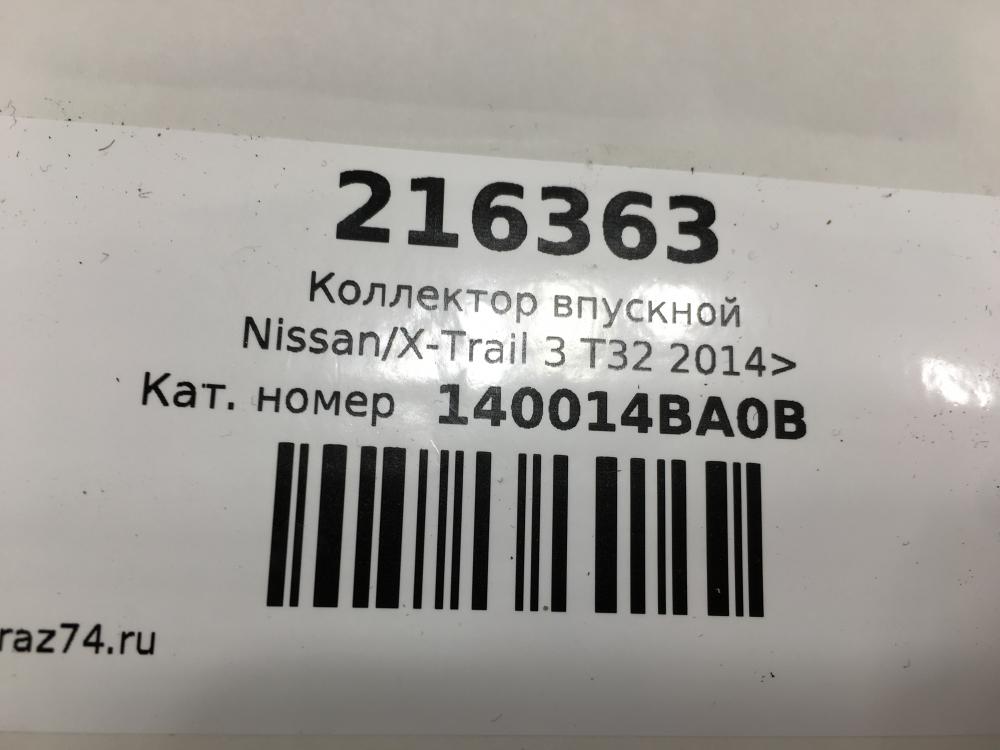 216363
Коллектор впускной
Nissan/X-Trail 3 T32 2014>
Кат. номер 140014BA0B
raz74.ru